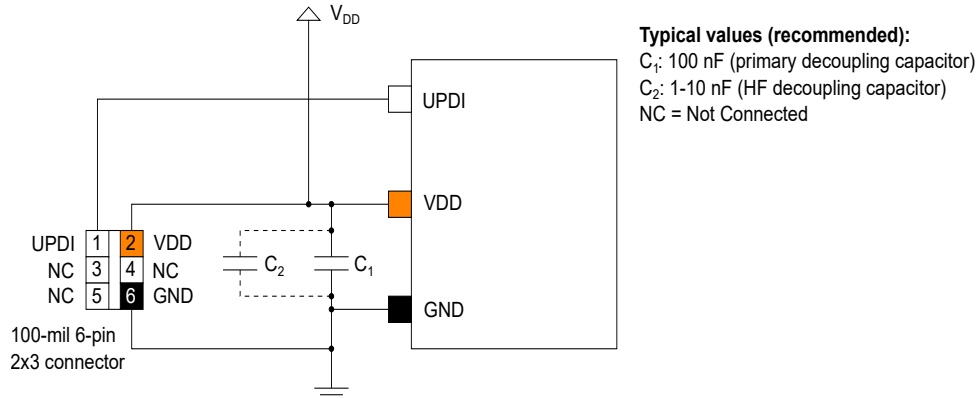 V_DD
Typical values (recommended):
C₁: 100 nF (primary decoupling capacitor)
C₂: 1-10 nF (HF decoupling capacitor)
NC = Not Connected
UPDI
VDD
UPDI 1 2 VDD
NC 3 4 NC
NC 5 6 GND
C₂
C₁
GND
100-mil 6-pin
2x3 connector